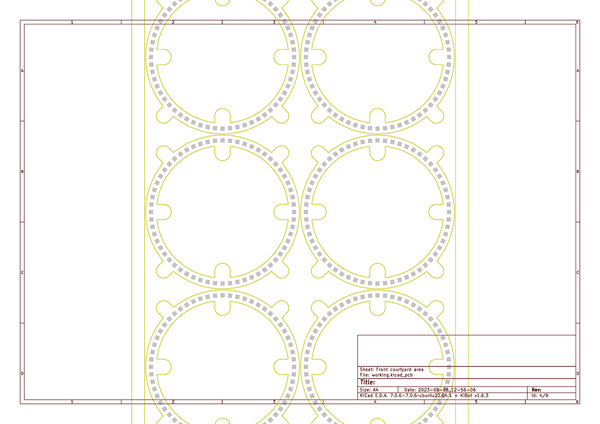 1 2 3 4 5 6
A A
B B
C C
D D
Sheet: Front courtyard area
File: working.kicad_pcb
Title:
Size: A4 Date: 2023-08-08_12-56-06 Rev:
KiCad E.D.A. 7.0.6-7.0.6~ubuntu22.04.1 + KiBot v1.6.3 Id: 4/6
1 2 3 4 5 6